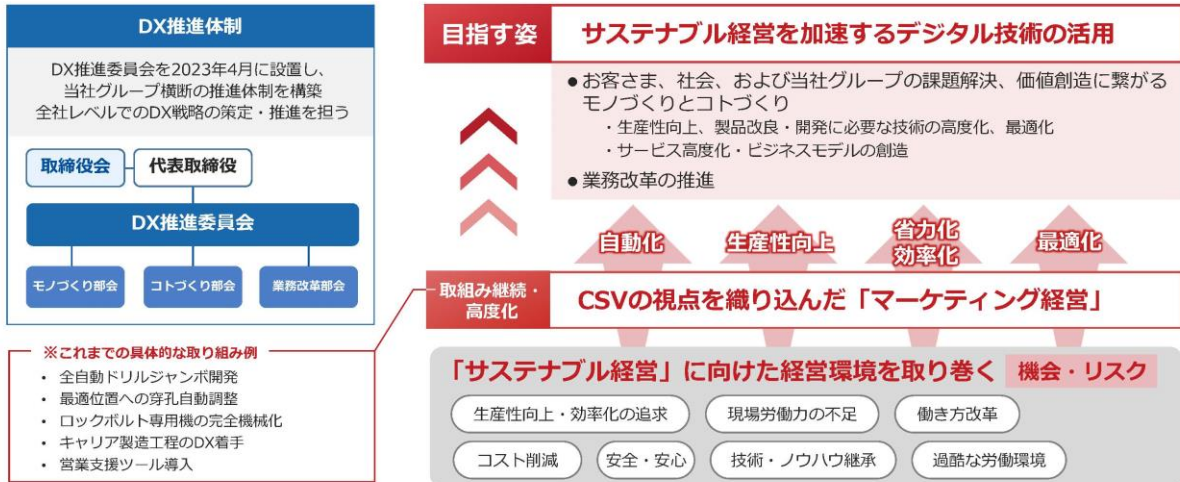 DX推進体制
DX推進委員会を2023年4月に設置し、
当社グループ横断の推進体制を構築
全社レベルでのDX戦略の策定・推進を担う
取締役会
代表取締役
DX推進委員会
モノづくり部会
コトづくり部会
業務改革部会
※これまでの具体的な取り組み例
• 全自動ドリルジャンボ開発
• 最適位置への穿孔自動調整
• ロックボルト専用機の完全機械化
• キャリア製造工程のDX着手
• 営業支援ツール導入
目指す姿
サステナブル経営を加速するデジタル技術の活用
●お客さま、社会、および当社グループの課題解決、価値創造に繋がる
モノづくりとコトづくり
・生産性向上、製品改良・開発に必要な技術の高度化、最適化
・サービス高度化・ビジネスモデルの創造
●業務改革の推進
自動化
生産性向上
省力化
効率化
最適化
取組み継続・
高度化
CSVの視点を織り込んだ「マーケティング経営」
「サステナブル経営」に向けた経営環境を取り巻く 機会・リスク
生産性向上・効率化の追求
現場労働力の不足
働き方改革
コスト削減
安全・安心
技術・ノウハウ継承
過酷な労働環境